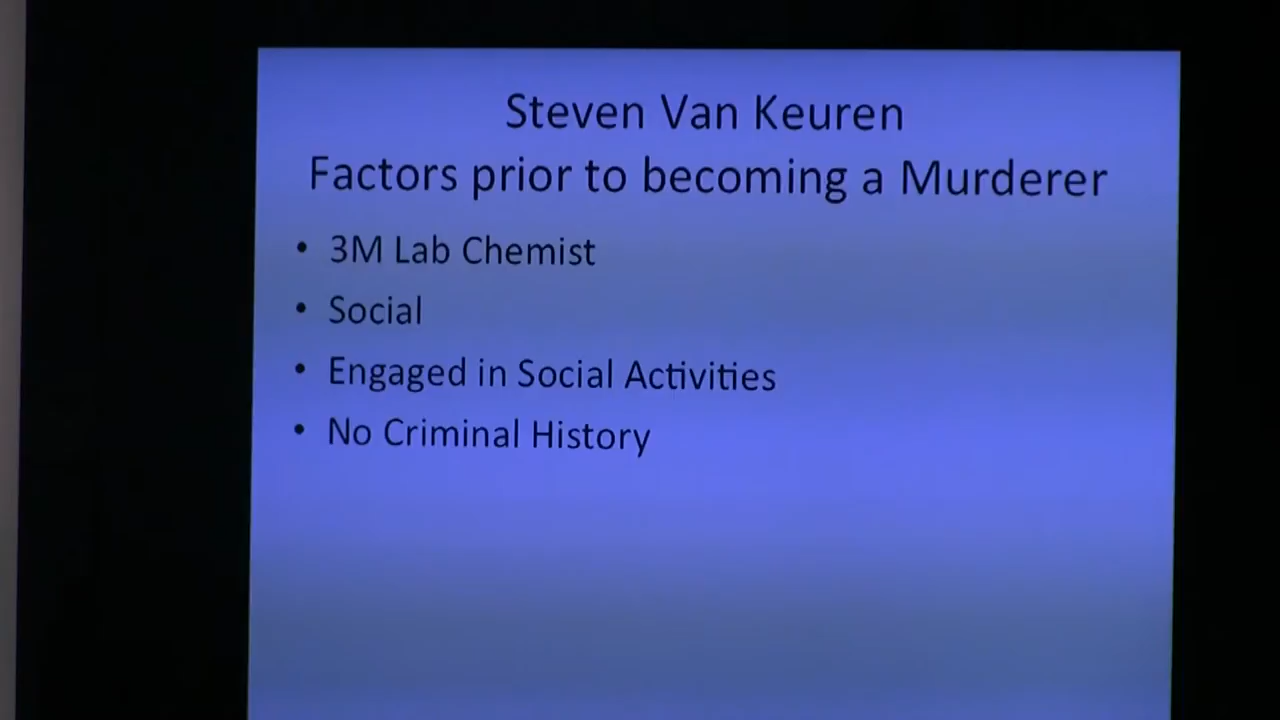 Steven Van Keuren
Factors prior to becoming a Murderer
• 3M Lab Chemist
• Social
• Engaged in Social Activities
• No Criminal History